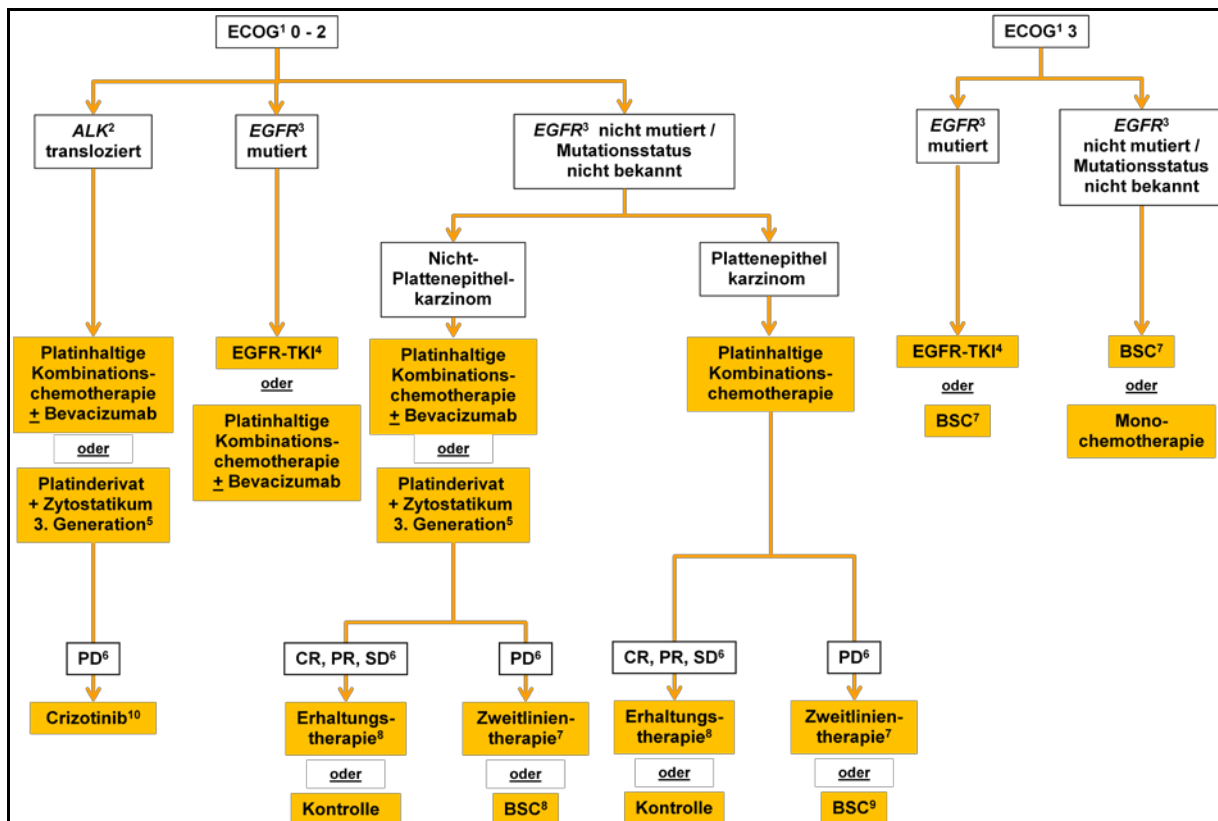 ECOG¹ 0 - 2
ECOG¹ 3
ALK²
transloziert
EGFR³
mutiert
EGFR³ nicht mutiert /
Mutationsstatus
nicht bekannt
EGFR³
mutiert
EGFR³
nicht mutiert /
Mutationsstatus
nicht bekannt
Nicht-
Plattenepithel-
karzinom
Plattenepithel
karzinom
Platinhaltige
Kombinations-
chemotherapie
± Bevacizumab
oder
Platinderivat
+ Zytostatikum
3. Generation⁵
EGFR-TKI⁴
oder
Platinhaltige
Kombinations-
chemotherapie
± Bevacizumab
Platinhaltige
Kombinations-
chemotherapie
± Bevacizumab
oder
Platinderivat
+ Zytostatikum
3. Generation⁵
Platinhaltige
Kombinations-
chemotherapie
EGFR-TKI⁴
oder
BSC⁷
BSC⁷
oder
Mono-
chemotherapie
PD⁶
CR, PR, SD⁶
PD⁶
CR, PR, SD⁶
PD⁶
Crizotinib¹⁰
Erhaltungs-
therapie⁸
oder
Kontrolle
Zweitlinien-
therapie⁷
oder
BSC⁸
Erhaltungs-
therapie⁸
oder
Kontrolle
Zweitlinien-
therapie⁷
oder
BSC⁹